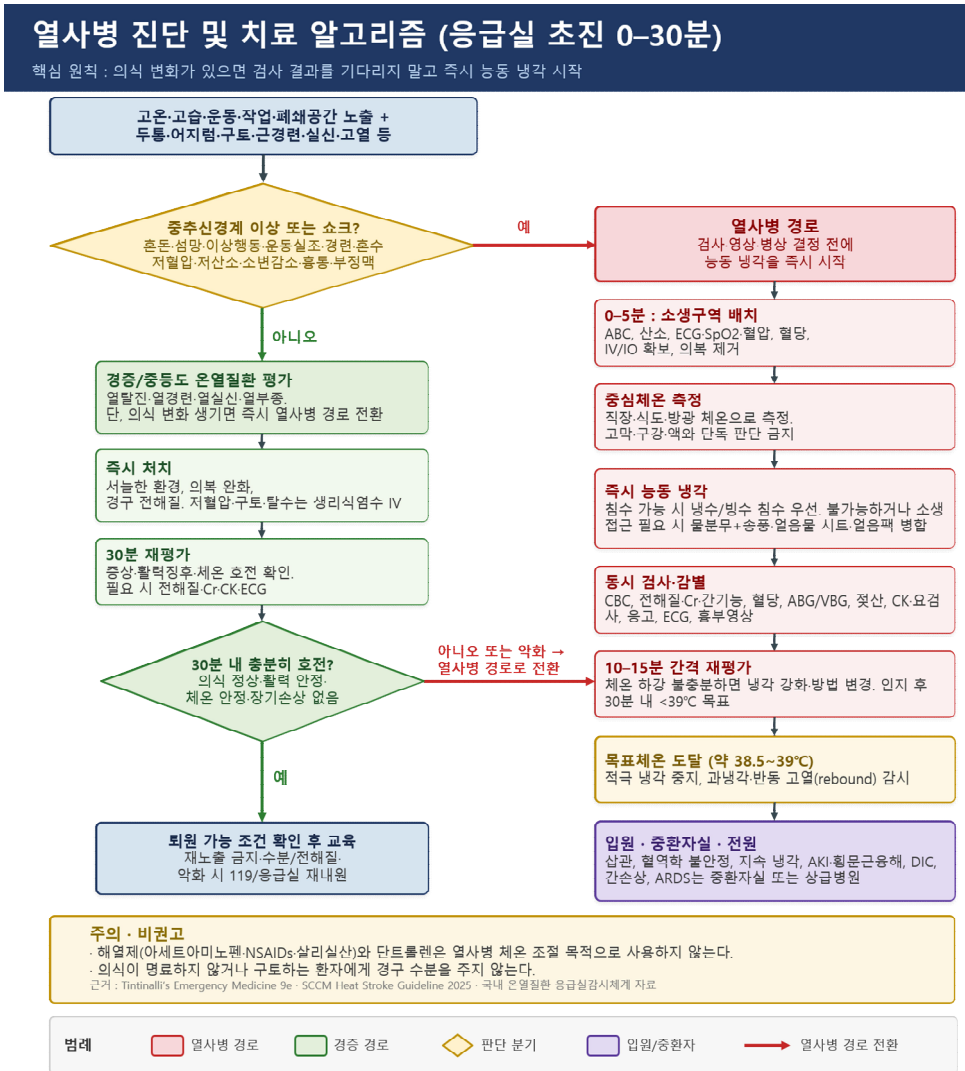 열사병 진단 및 치료 알고리즘 (응급실 초진 0–30분)
핵심 원칙 : 의식 변화가 있으면 검사 결과를 기다리지 말고 즉시 능동 냉각 시작
고온·고습·운동·작업·폐쇄공간 노출 +
두통·어지럼·구토·근경련·실신·고열 등
중추신경계 이상 또는 쇼크?
혼돈·섬망·이상행동·운동실조·경련·혼수
저혈압·저산소·소변감소·흉통·부정맥
예
아니오
경증/중등도 온열질환 평가
열탈진·열경련·열실신·열부종.
단, 의식 변화 생기면 즉시 열사병 경로 전환
즉시 처치
서늘한 환경, 의복 완화,
경구 전해질. 저혈압·구토·탈수는 생리식염수 IV
30분 재평가
증상·활력징후·체온 호전 확인.
필요 시 전해질·Cr·CK·ECG
30분 내 충분히 호전?
의식 정상·활력 안정·
체온 안정·장기손상 없음
아니오 또는 악화 →
열사병 경로로 전환
예
퇴원 가능 조건 확인 후 교육
재노출 금지·수분/전해질·
악화 시 119/응급실 재내원
열사병 경로
검사·영상·병상 결정 전에
능동 냉각을 즉시 시작
0–5분 : 소생구역 배치
ABC, 산소, ECG·SpO2·혈압, 혈당,
IV/IO 확보, 의복 제거
중심체온 측정
직장·식도·방광 체온으로 측정.
고막·구강·액와 단독 판단 금지
즉시 능동 냉각
침수 가능 시 냉수/빙수 침수 우선. 불가능하거나 소생
접근 필요 시 물분무+송풍·얼음물 시트·얼음팩 병합
동시 검사·감별
CBC, 전해질·Cr·간기능, 혈당, ABG/VBG, 젖산, CK·요검
사, 응고, ECG, 흉부영상
10–15분 간격 재평가
체온 하강 불충분하면 냉각 강화·방법 변경. 인지 후
30분 내 <39℃ 목표
목표체온 도달 (약 38.5~39℃)
적극 냉각 중지, 과냉각·반동 고열(rebound) 감시
입원 · 중환자실 · 전원
삽관, 혈역학 불안정, 지속 냉각, AKI·횡문근융해, DIC,
간손상, ARDS는 중환자실 또는 상급병원
주의 · 비권고
· 해열제(아세트아미노펜·NSAIDs·살리실산)와 단트롤렌은 열사병 체온 조절 목적으로 사용하지 않는다.
· 의식이 명료하지 않거나 구토하는 환자에게 경구 수분을 주지 않는다.
근거 : Tintinalli's Emergency Medicine 9e · SCCM Heat Stroke Guideline 2025 · 국내 온열질환 응급실감시체계 자료
범례
열사병 경로
경증 경로
판단 분기
입원/중환자
열사병 경로 전환